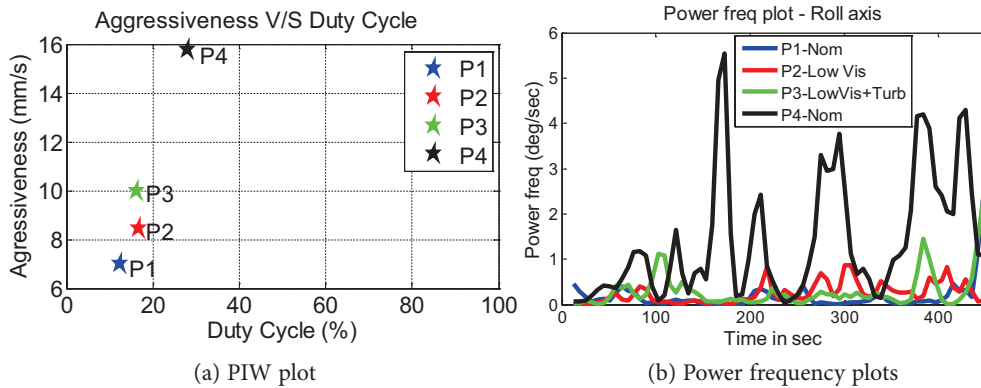 Aggressiveness V/S Duty Cycle
Agressiveness (mm/s)
16
14
12
10
8
6
P4
P3
P2
P1
P1
P2
P3
P4
0
20
40
60
80
100
Duty Cycle (%)
(a) PIW plot
Power freq plot - Roll axis
Power freq (deg/sec)
6
5
4
3
2
1
0
P1-Nom
P2-Low Vis
P3-LowVis+Turb
P4-Nom
0
100
200
300
400
Time in sec
(b) Power frequency plots